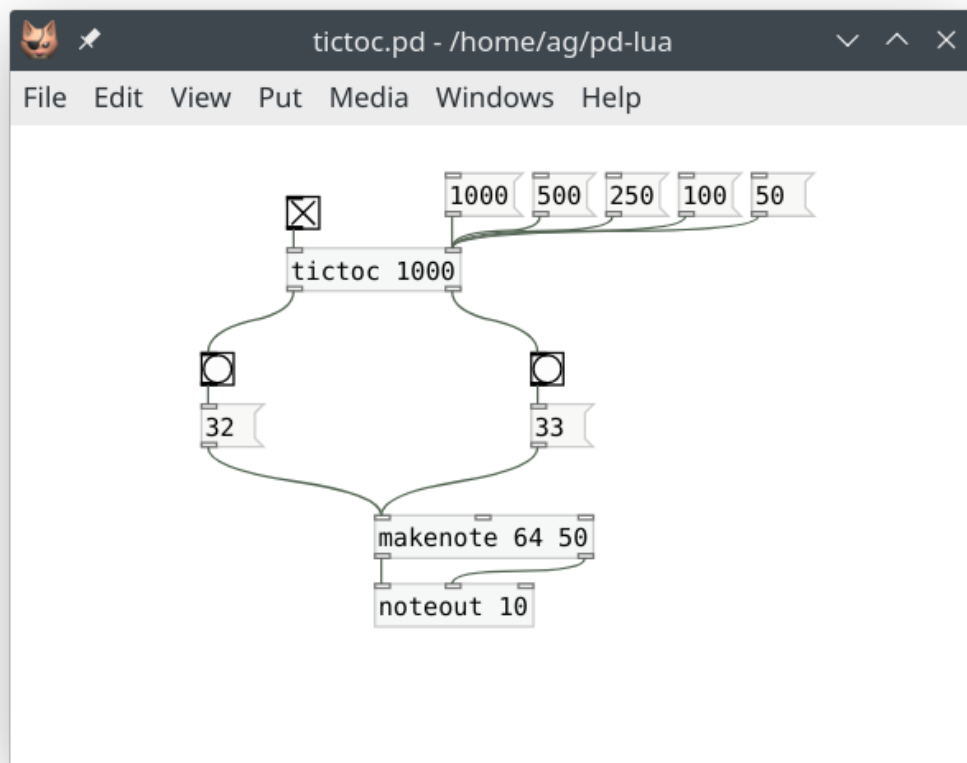 tictoc.pd - /home/ag/pd-lua
File Edit View Put Media Windows Help
1000 500 250 100 50
tictoc 1000
32 33
makenote 64 50
noteout 10